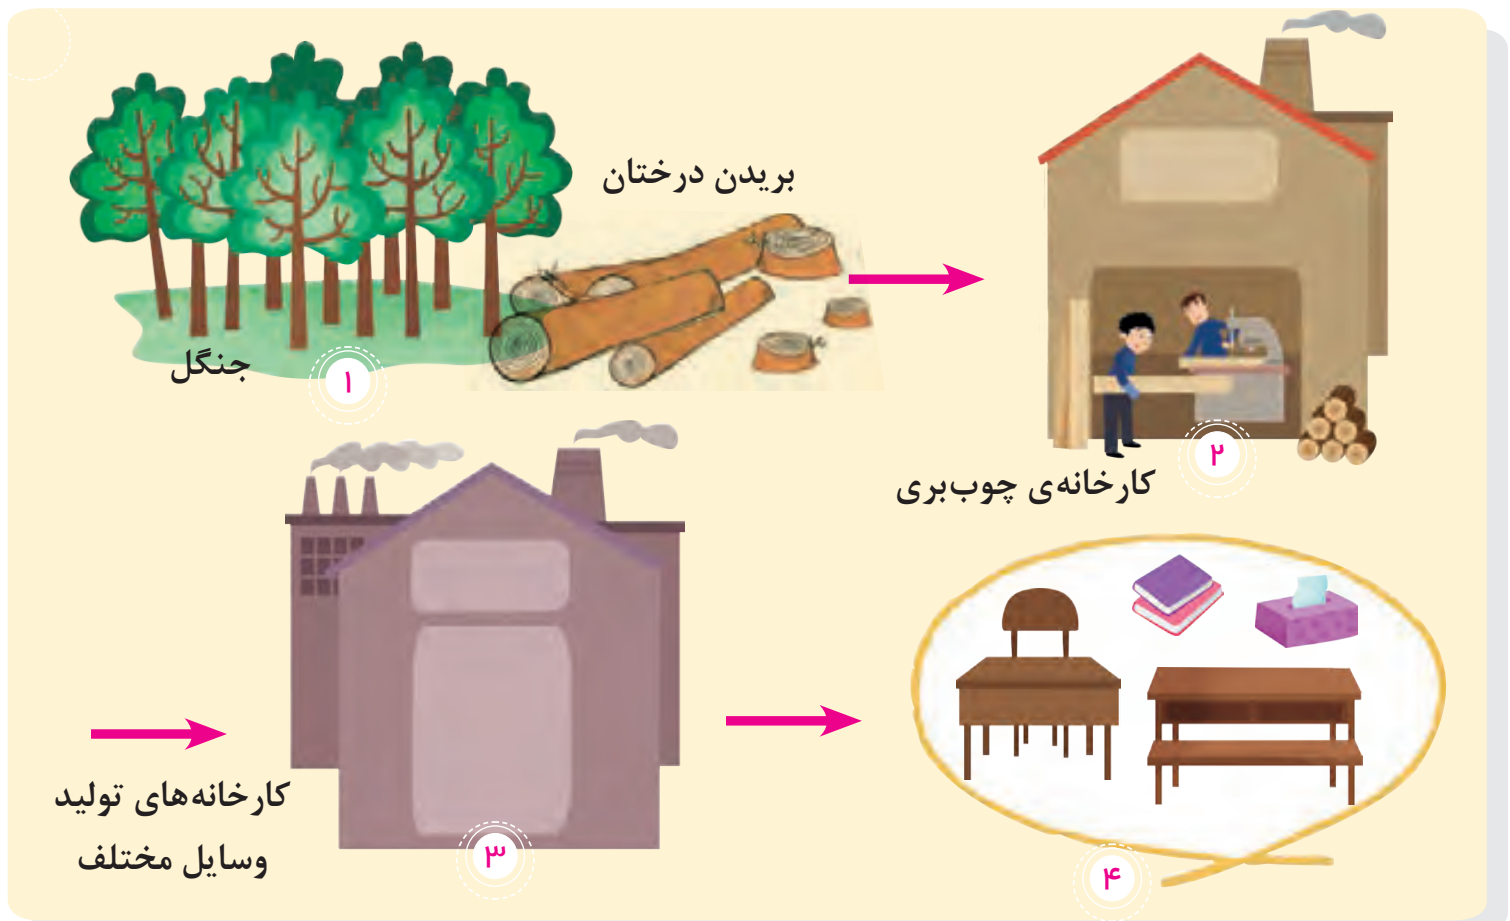 بریدن درختان
جنگل
۱
۲
کارخانه‌ی چوب‌بری
کارخانه‌های تولید
وسایل مختلف
۳
۴